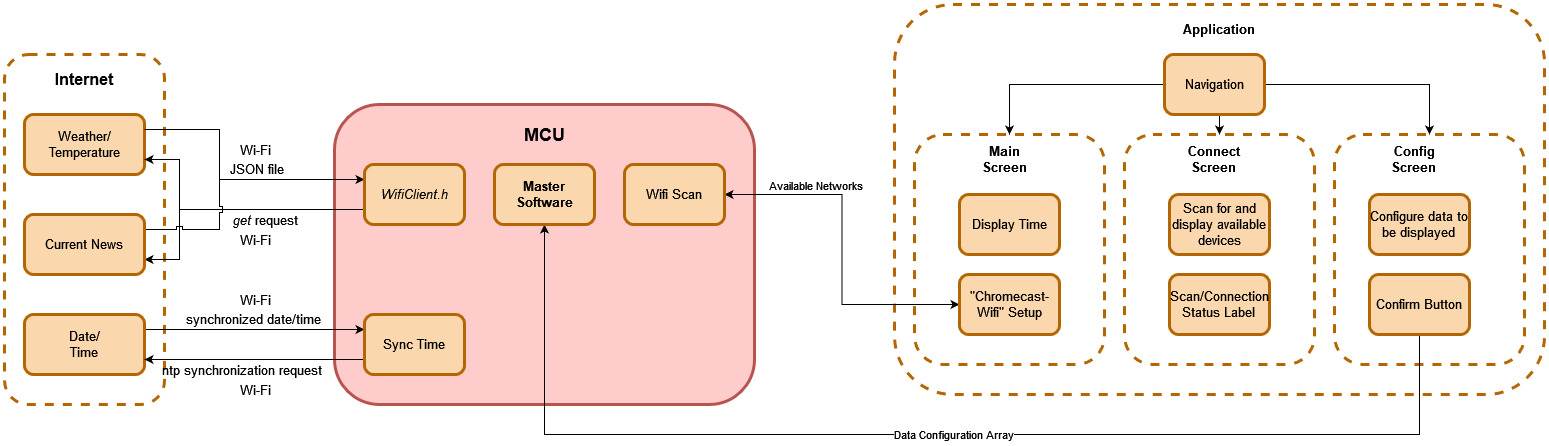 Internet
Weather/
Temperature
Current News
Date/
Time
Wi-Fi
JSON file
get request
Wi-Fi
Wi-Fi
synchronized date/time
ntp synchronization request
Wi-Fi
MCU
WifiClient.h
Master
Software
Wifi Scan
Sync Time
Available Networks
Data Configuration Array
Application
Navigation
Main
Screen
Display Time
"Chromecast-
Wifi" Setup
Connect
Screen
Scan for and
display available
devices
Scan/Connection
Status Label
Config
Screen
Configure data to
be displayed
Confirm Button